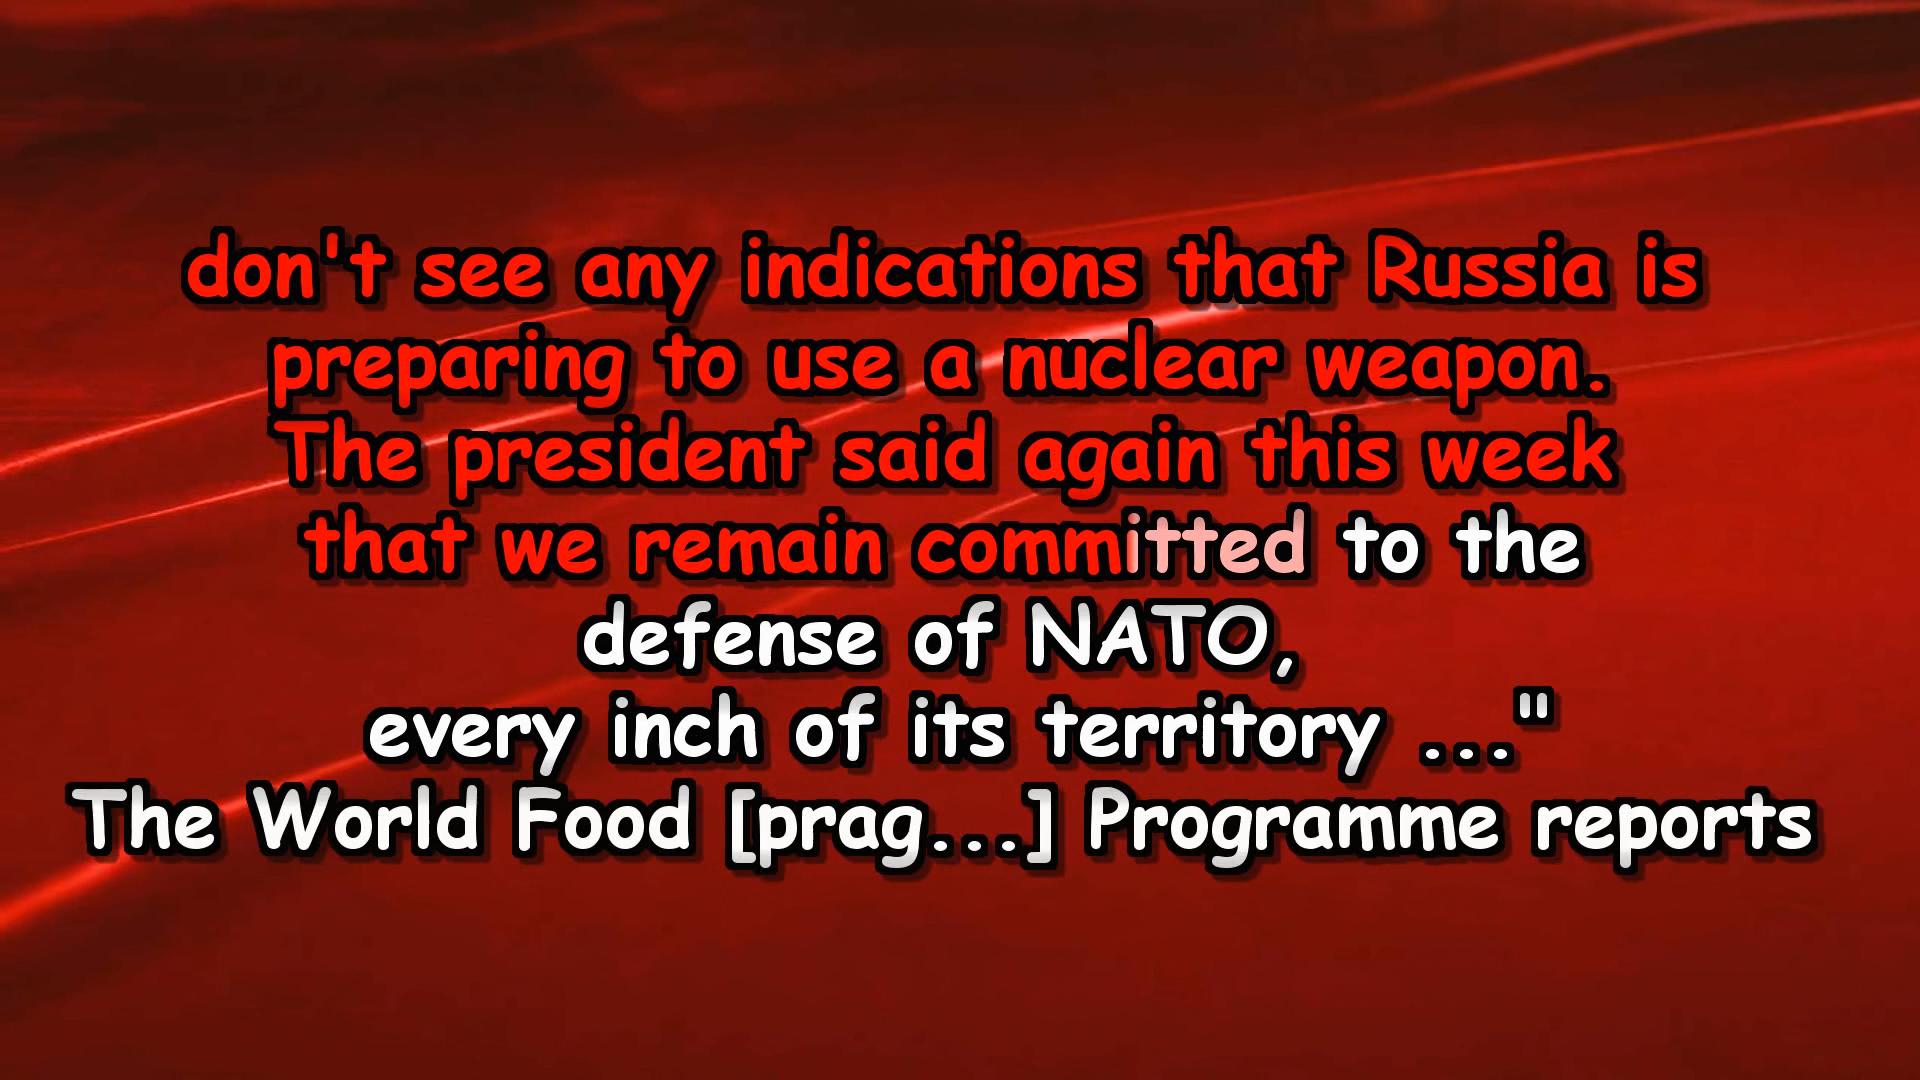 don't see any indications that Russia is
preparing to use a nuclear weapon.
The president said again this week
that we remain committed to the
defense of NATO,
every inch of its territory ..."
The World Food [prag...] Programme reports